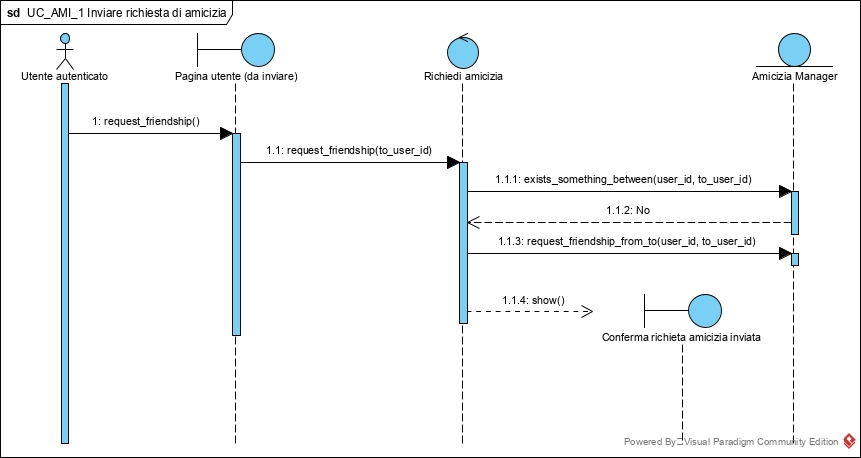 sd UC_AMI_1 Inviare richiesta di amicizia
Utente autenticato
Pagina utente (da inviare)
Richiedi amicizia
Amicizia Manager
1: request_friendship()
1.1: request_friendship(to_user_id)
1.1.1: exists_something_between(user_id, to_user_id)
1.1.2: No
1.1.3: request_friendship_from_to(user_id, to_user_id)
1.1.4: show()
Conferma richieta amicizia inviata
Powered By Visual Paradigm Community Edition